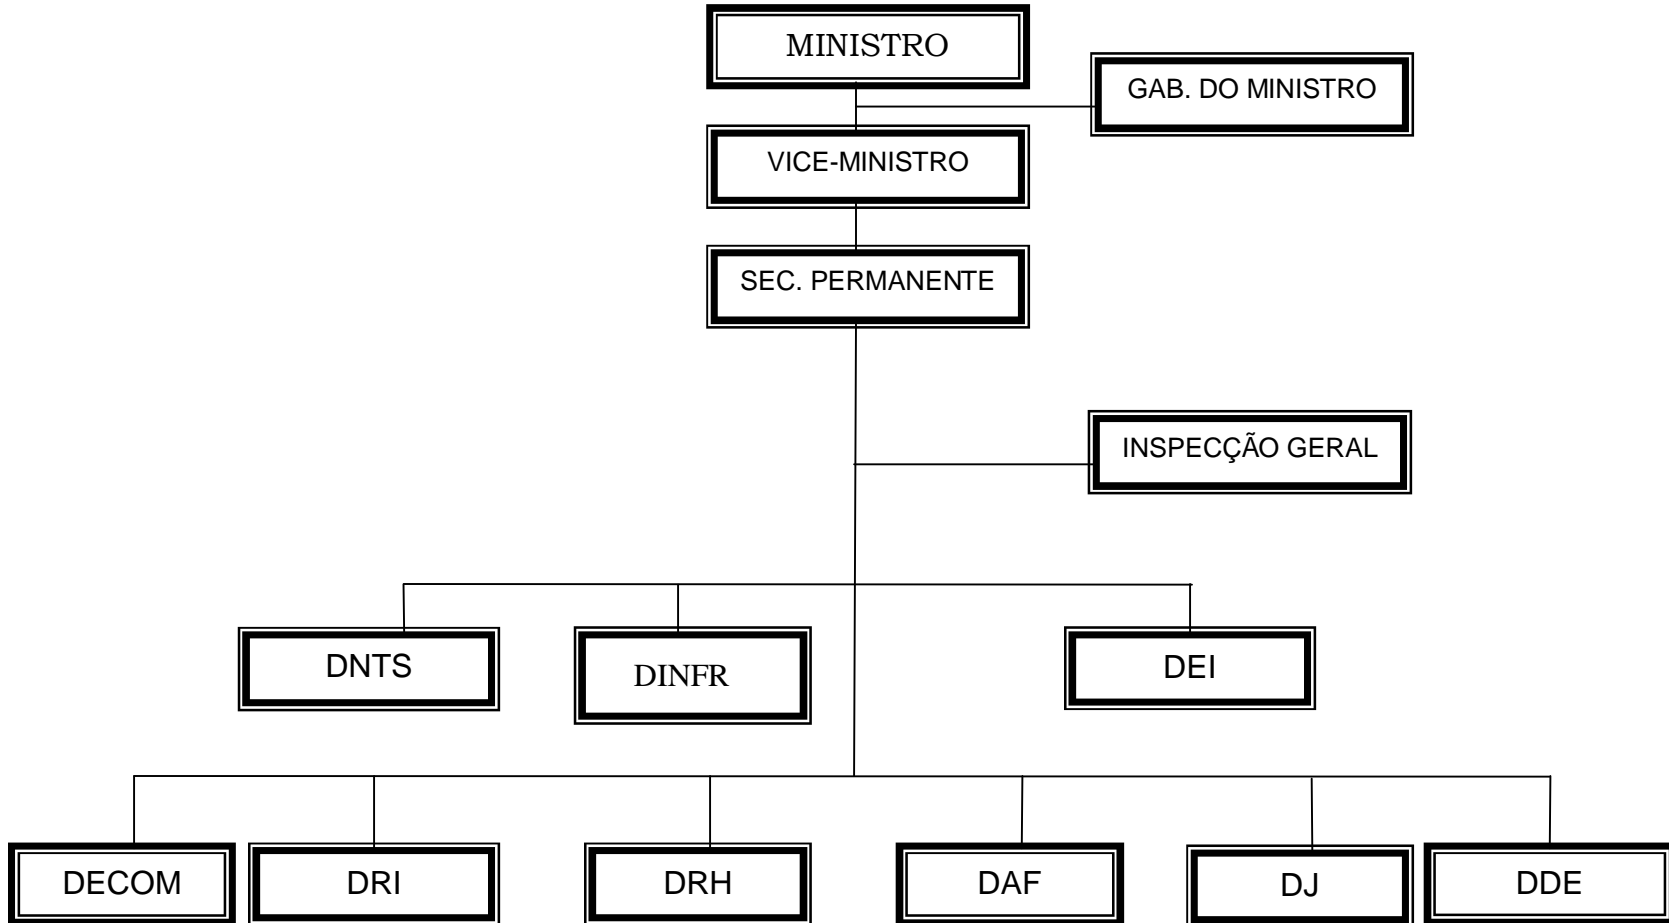 MINISTRO
GAB. DO MINISTRO
VICE-MINISTRO
SEC. PERMANENTE
INSPECÇÃO GERAL
DNTS
DINFR
DEI
DECOM
DRI
DRH
DAF
DJ
DDE